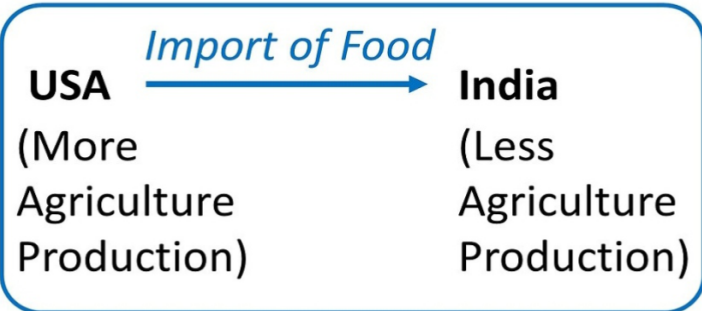 Import of Food
USA India
(More (Less
Agriculture Agriculture
Production) Production)